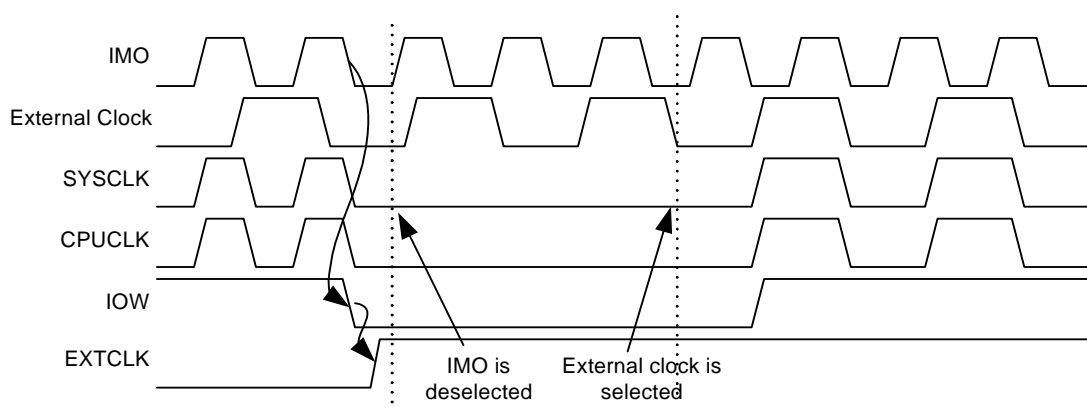 IMO
External Clock
SYSCLK
CPUCLK
IOW
EXTCLK
IMO is
deselected
External clock is
selected